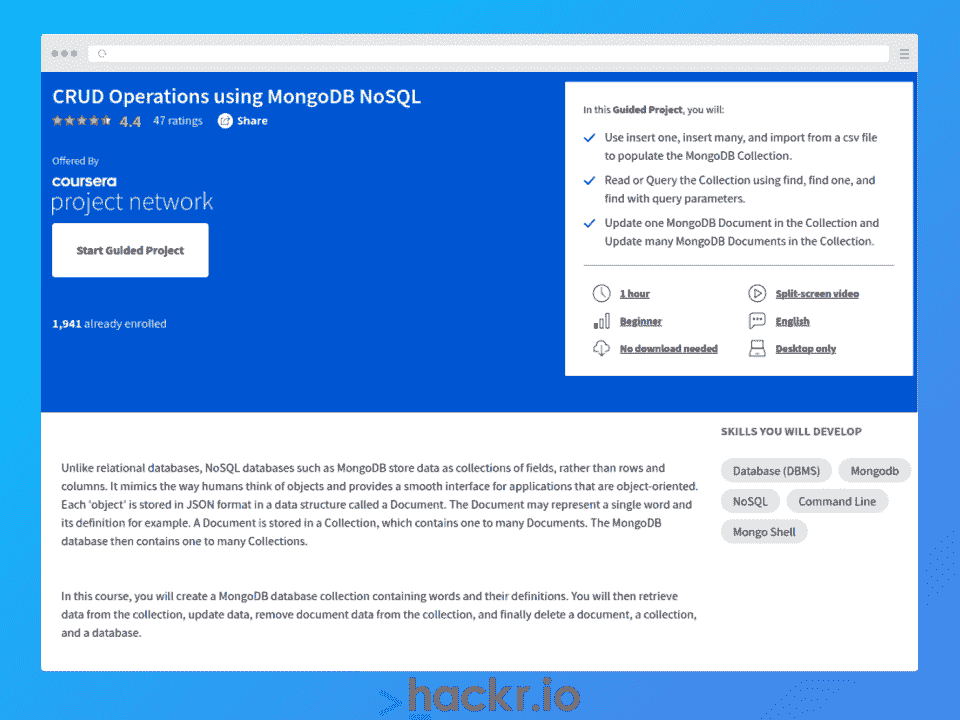 CRUD Operations using MongoDB NoSQL
4.4 47 ratings Share
Offered By
coursera
project network
Start Guided Project
1,941 already enrolled
In this Guided Project, you will:
Use insert one, insert many, and import from a csv file
to populate the MongoDB Collection.
Read or Query the Collection using find, find one, and
find with query parameters.
Update one MongoDB Document in the Collection and
Update many MongoDB Documents in the Collection.
1 hour
Split-screen video
Beginner
English
No download needed
Desktop only
Unlike relational databases, NoSQL databases such as MongoDB store data as collections of fields, rather than rows and
columns. It mimics the way humans think of objects and provides a smooth interface for applications that are object-oriented.
Each 'object' is stored in JSON format in a data structure called a Document. The Document may represent a single word and
its definition for example. A Document is stored in a Collection, which contains one to many Documents. The MongoDB
database then contains one to many Collections.
In this course, you will create a MongoDB database collection containing words and their definitions. You will then retrieve
data from the collection, update data, remove document data from the collection, and finally delete a document, a collection,
and a database.
SKILLS YOU WILL DEVELOP
Database (DBMS) Mongodb
NoSQL Command Line
Mongo Shell
>hackr.io